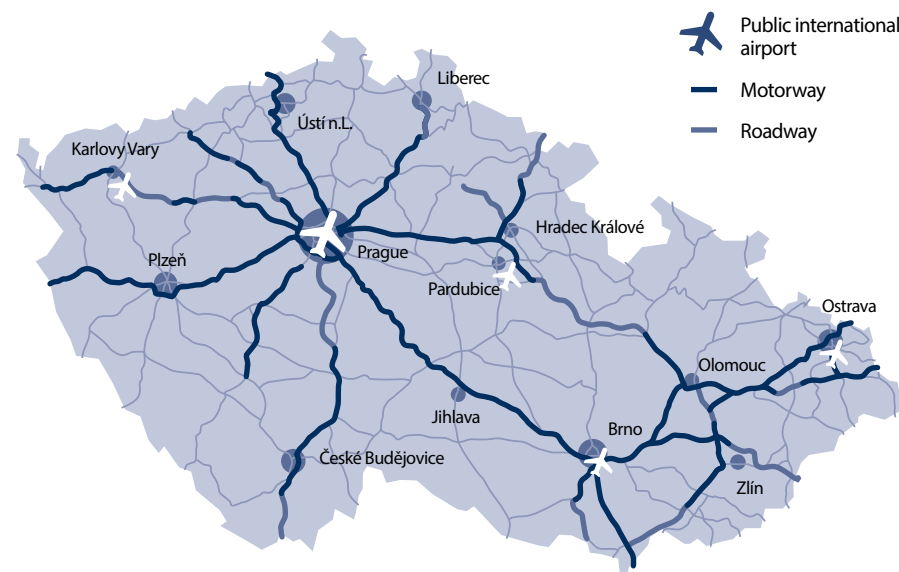 Public international
airport
Motorway
Roadway
Liberec
Ústí n.L.
Karlovy Vary
Hradec Králové
Prague
Plzeň
Pardubice
Ostrava
Olomouc
Jihlava
Brno
České Budějovice
Zlín